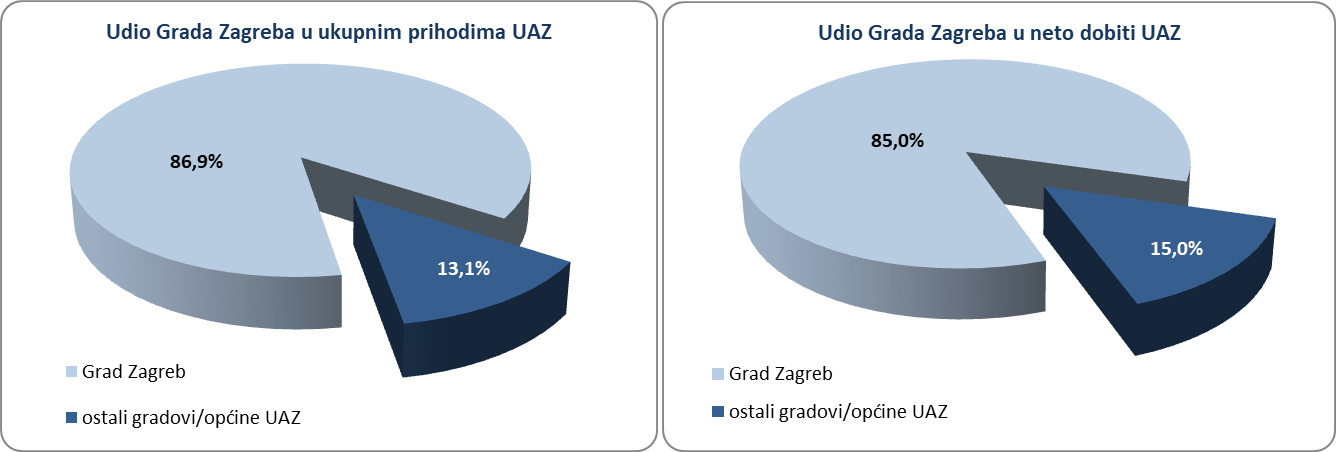 Udio Grada Zagreba u ukupnim prihodima UAZ
86,9%
13,1%
Grad Zagreb
ostali gradovi/općine UAZ
Udio Grada Zagreba u neto dobiti UAZ
85,0%
15,0%
Grad Zagreb
ostali gradovi/općine UAZ